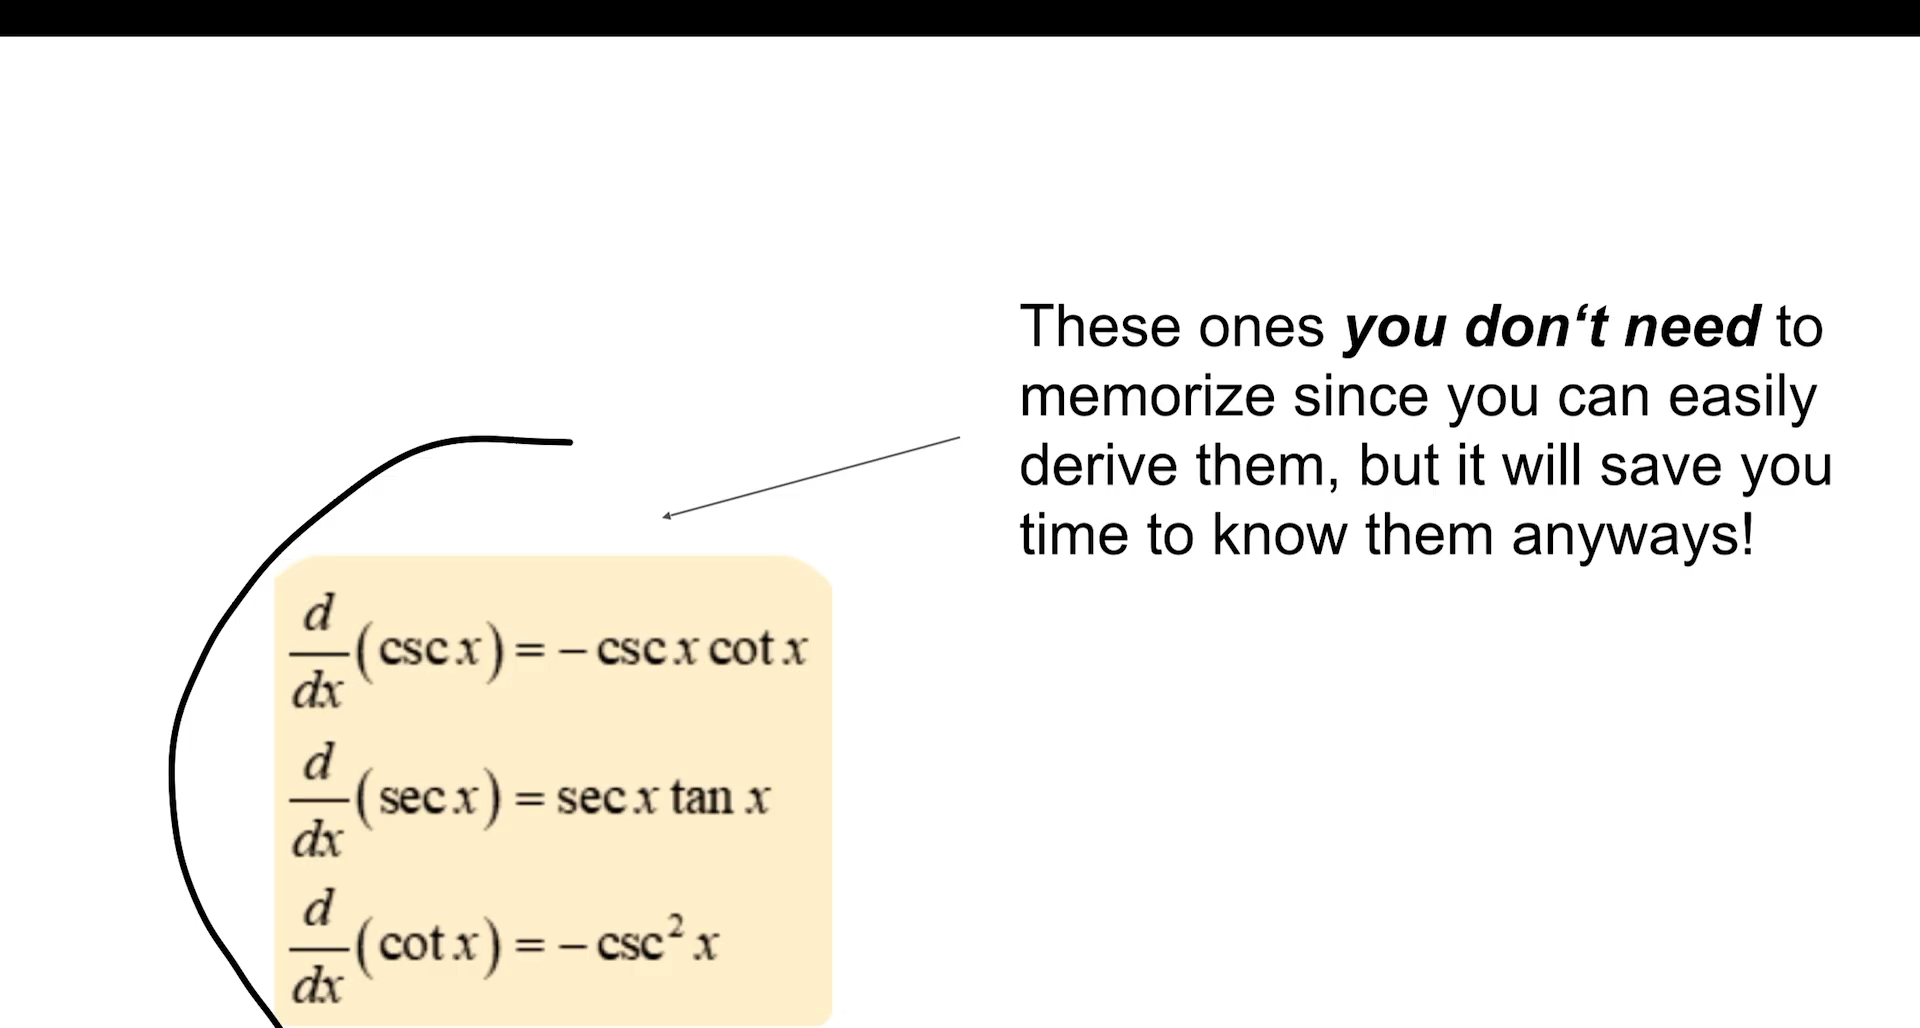 These ones you don‘t need to
memorize since you can easily
derive them, but it will save you
time to know them anyways!
d/dx (csc x) = − csc x cot x
d/dx (sec x) = sec x tan x
d/dx (cot x) = − csc² x